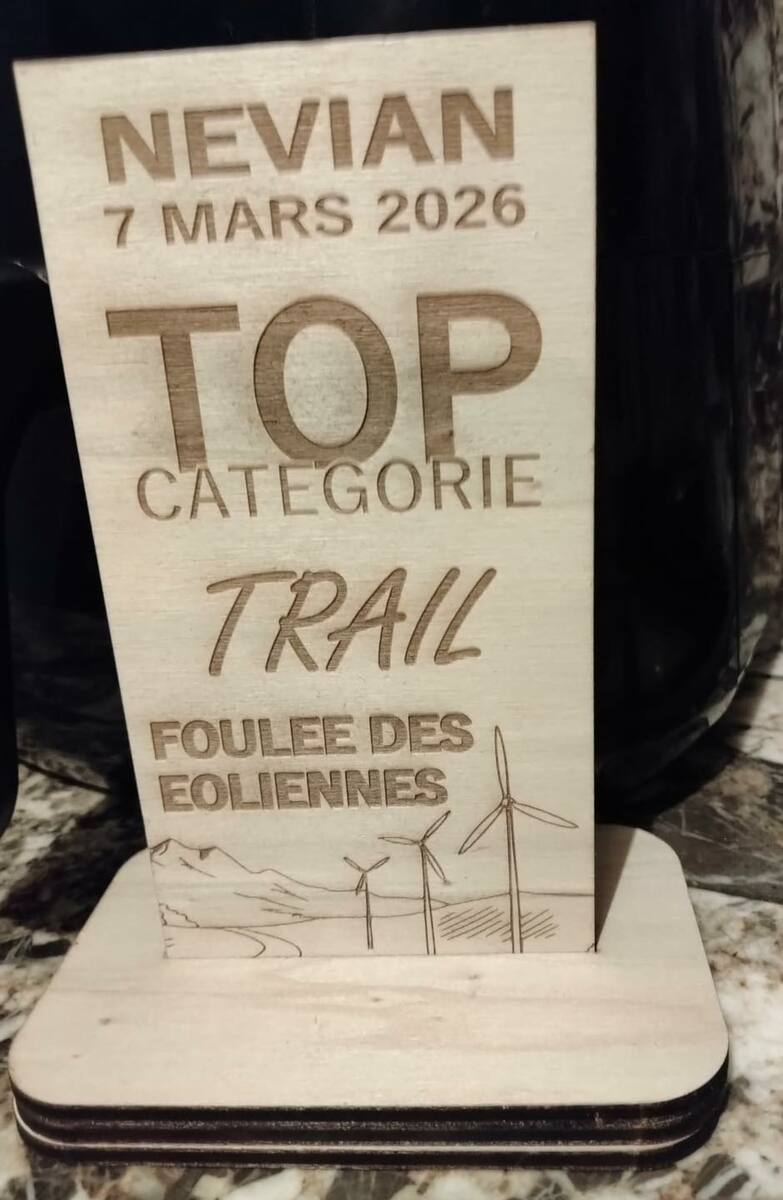 NEVIAN
7 MARS 2026
TOP
CATEGORIE
TRAIL
FOULEE DES
EOLIENNES